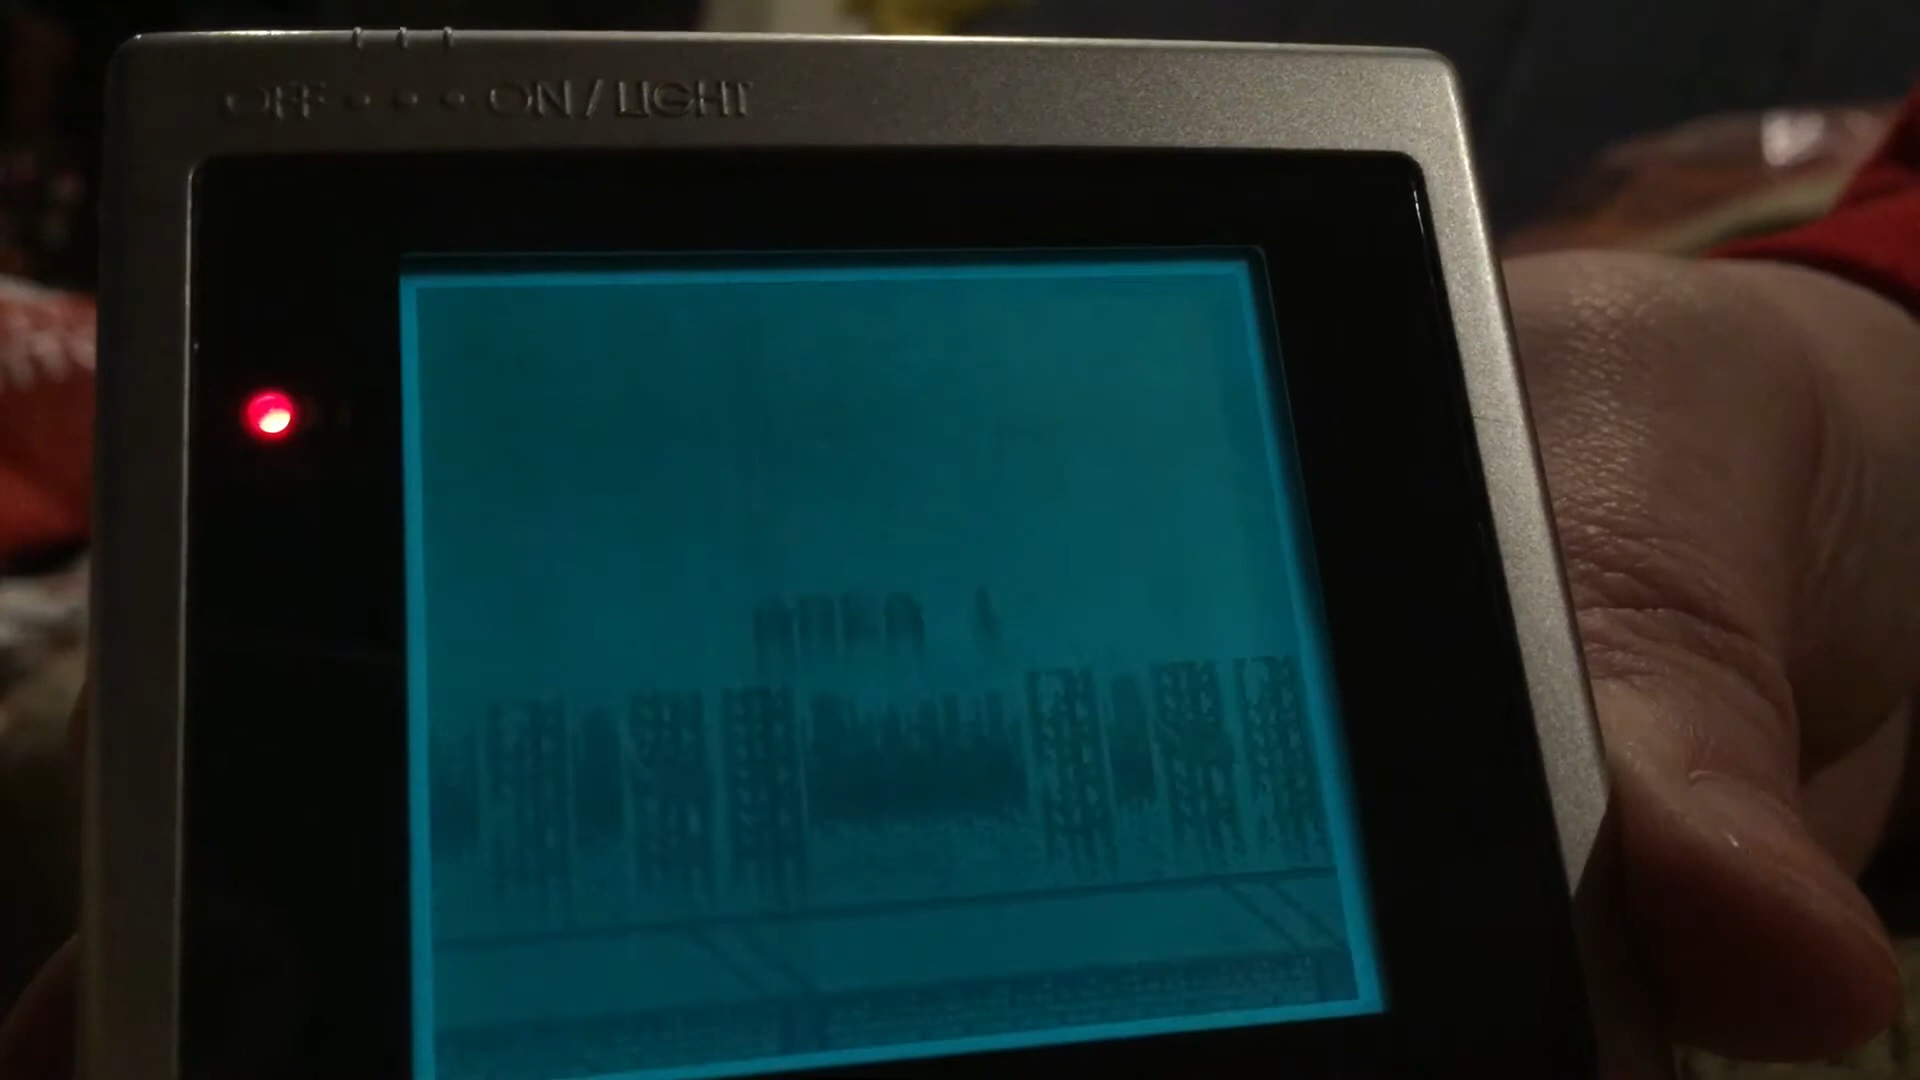 OFF • • • ON / LIGHT